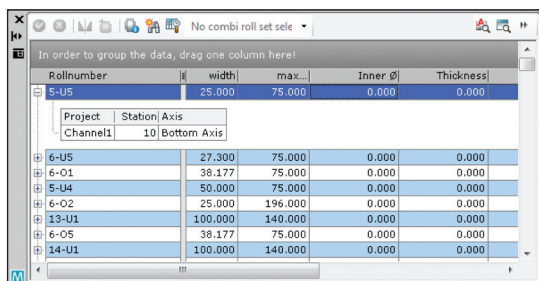 No combi roll set sele
In order to group the data, drag one column here!
Rollnumber width max... Inner Ø Thickness
5-U5 25.000 75.000 0.000 0.000
Project Station Axis
Channel1 10 Bottom Axis
6-U5 27.300 75.000 0.000 0.000
6-O1 38.177 75.000 0.000 0.000
5-U4 50.000 75.000 0.000 0.000
6-O2 25.000 196.000 0.000 0.000
13-U1 100.000 140.000 0.000 0.000
6-O5 38.177 75.000 0.000 0.000
14-U1 100.000 140.000 0.000 0.000
M